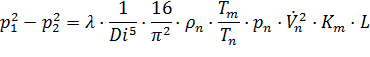 p₁² − p₂² = λ · 1/Di⁵ · 16/π² · ρₙ · Tₘ/Tₙ · pₙ · V̇ₙ² · Kₘ · L